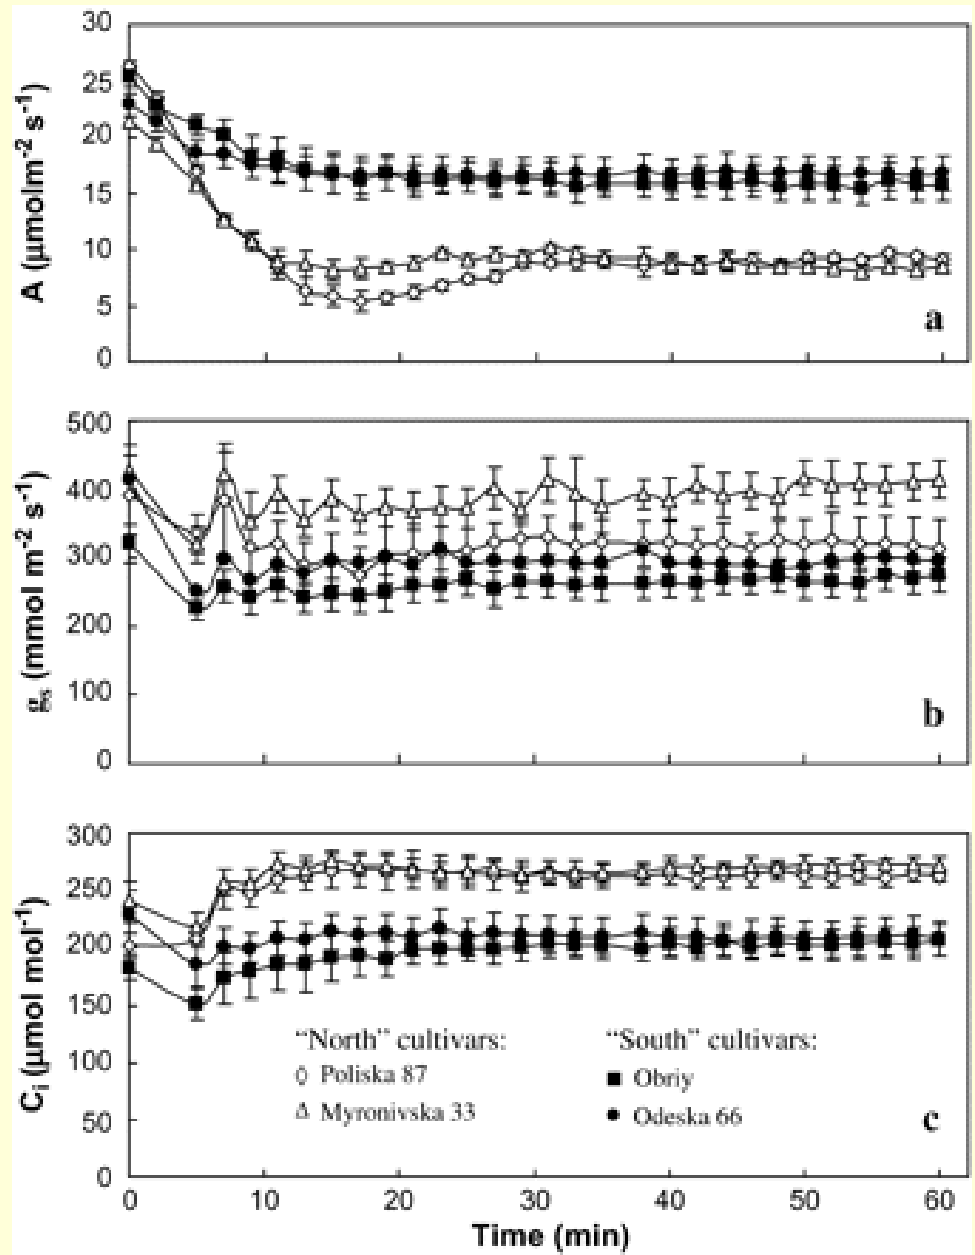 30
25
20
15
10
5
0
A (µmolm⁻² s⁻¹)
a
500
400
300
200
100
0
gₛ (mmol m⁻² s⁻¹)
b
300
250
200
150
100
50
0
Cᵢ (µmol mol⁻¹)
"North" cultivars:
Poliska 87
Myronivska 33
"South" cultivars:
Obriy
Odeska 66
c
0 10 20 30 40 50 60
Time (min)